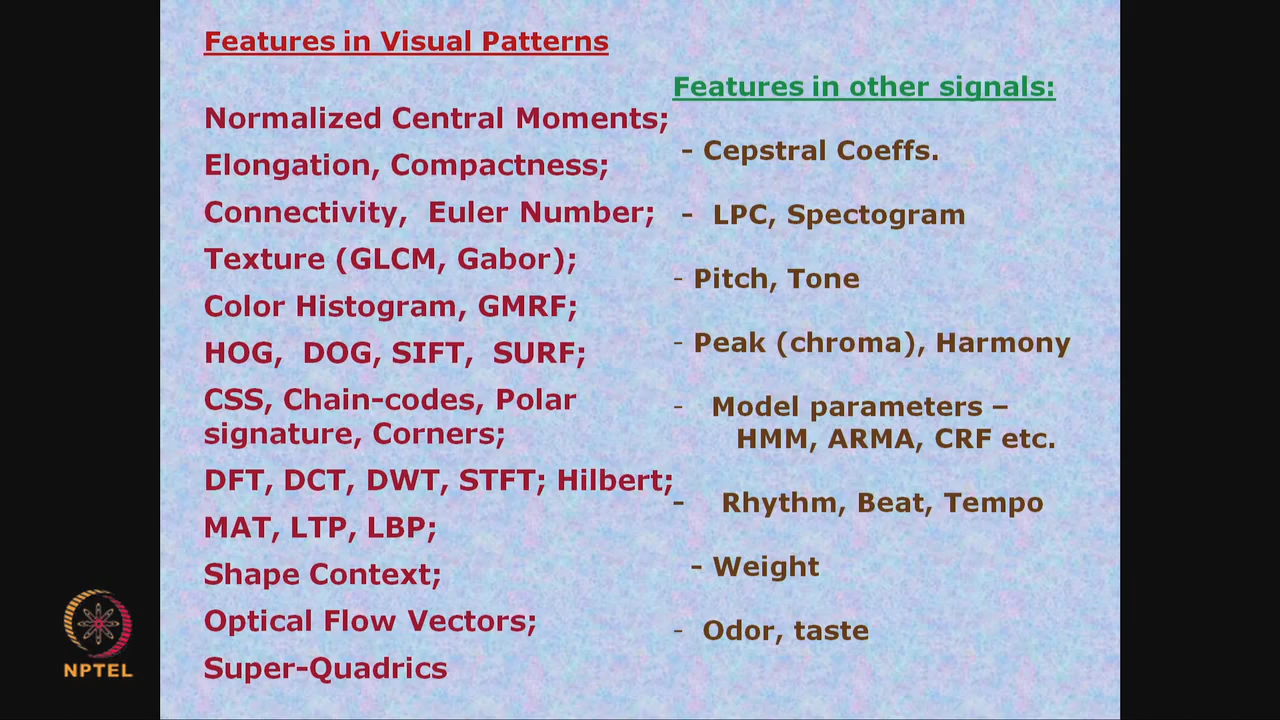 Features in Visual Patterns
Normalized Central Moments;
Elongation, Compactness;
Connectivity, Euler Number;
Texture (GLCM, Gabor);
Color Histogram, GMRF;
HOG, DOG, SIFT, SURF;
CSS, Chain-codes, Polar
signature, Corners;
DFT, DCT, DWT, STFT; Hilbert;
MAT, LTP, LBP;
Shape Context;
Optical Flow Vectors;
Super-Quadrics
Features in other signals:
- Cepstral Coeffs.
- LPC, Spectogram
- Pitch, Tone
- Peak (chroma), Harmony
- Model parameters –
HMM, ARMA, CRF etc.
- Rhythm, Beat, Tempo
- Weight
- Odor, taste
NPTEL